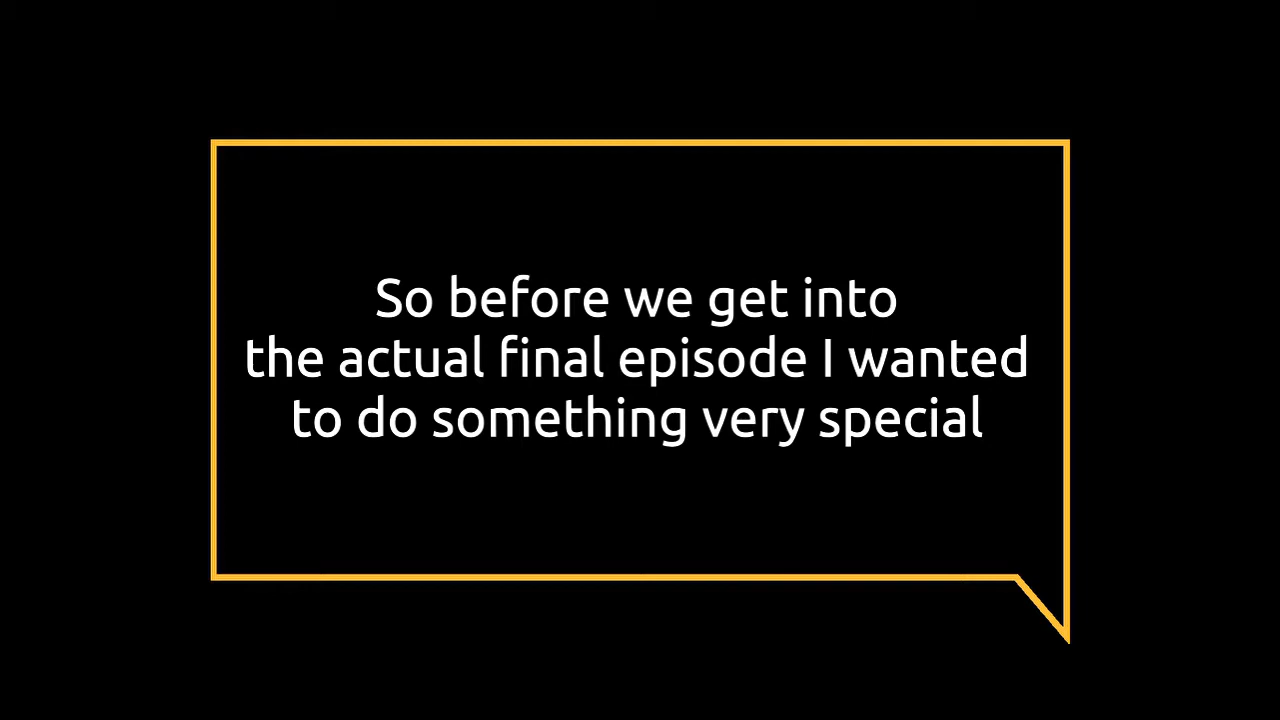 So before we get into
the actual final episode I wanted
to do something very special